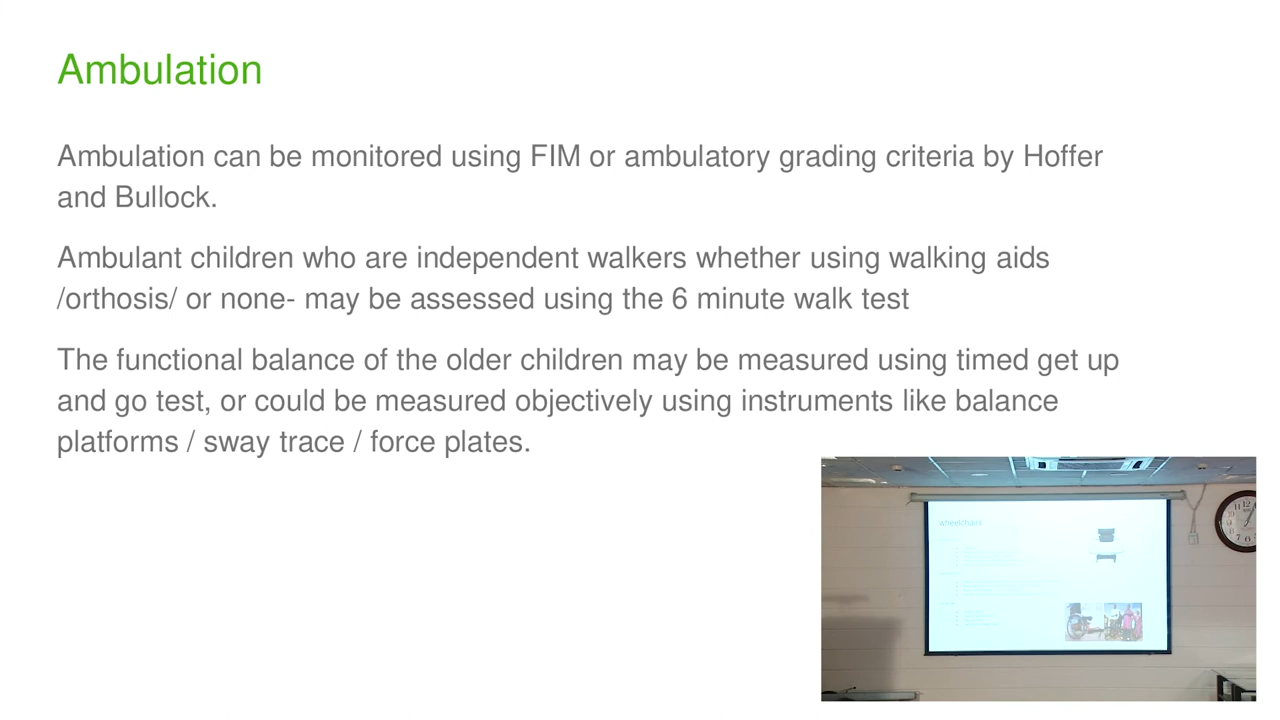 Ambulation
Ambulation can be monitored using FIM or ambulatory grading criteria by Hoffer
and Bullock.
Ambulant children who are independent walkers whether using walking aids
/orthosis/ or none- may be assessed using the 6 minute walk test
The functional balance of the older children may be measured using timed get up
and go test, or could be measured objectively using instruments like balance
platforms / sway trace / force plates.
wheelchairs